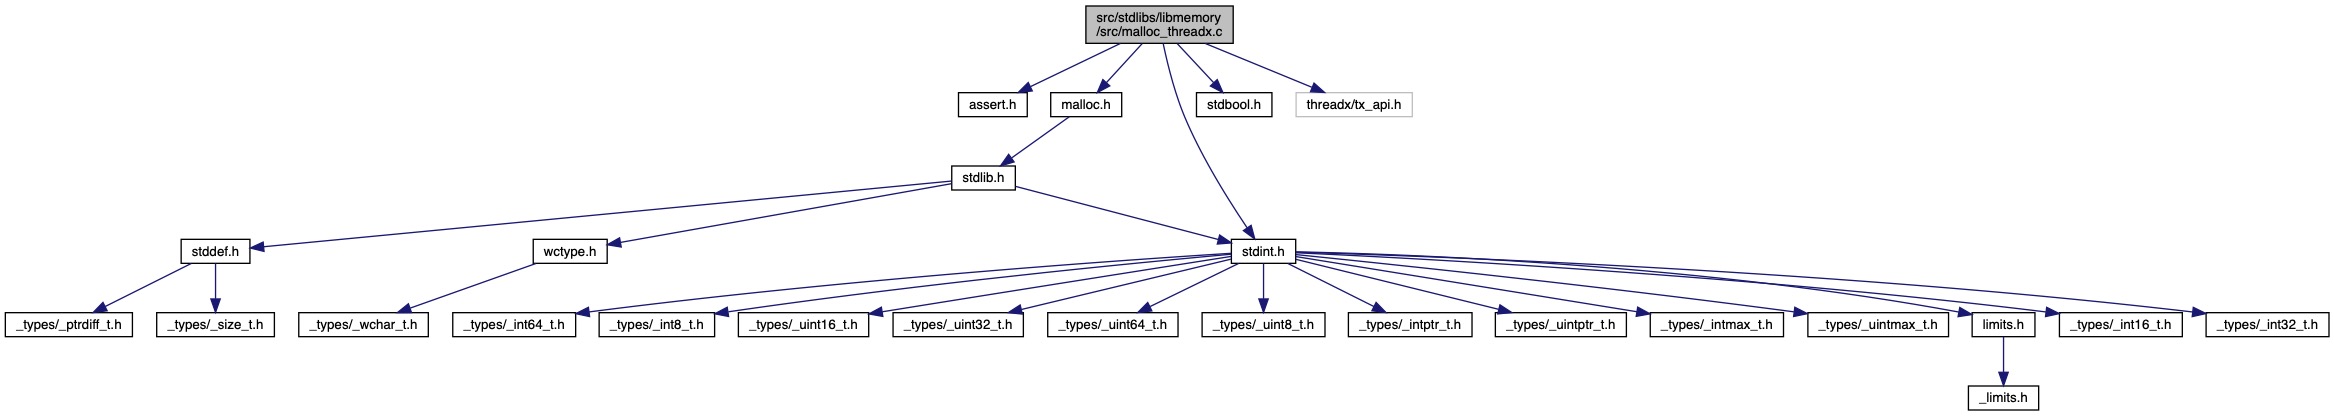 src/stdlibs/libmemory
/src/malloc_threadx.c
assert.h
malloc.h
stdbool.h
threadx/tx_api.h
stdlib.h
stddef.h
wctype.h
stdint.h
_types/_ptrdiff_t.h
_types/_size_t.h
_types/_wchar_t.h
_types/_int64_t.h
_types/_int8_t.h
_types/_uint16_t.h
_types/_uint32_t.h
_types/_uint64_t.h
_types/_uint8_t.h
_types/_intptr_t.h
_types/_uintptr_t.h
_types/_intmax_t.h
_types/_uintmax_t.h
limits.h
_types/_int16_t.h
_types/_int32_t.h
_limits.h